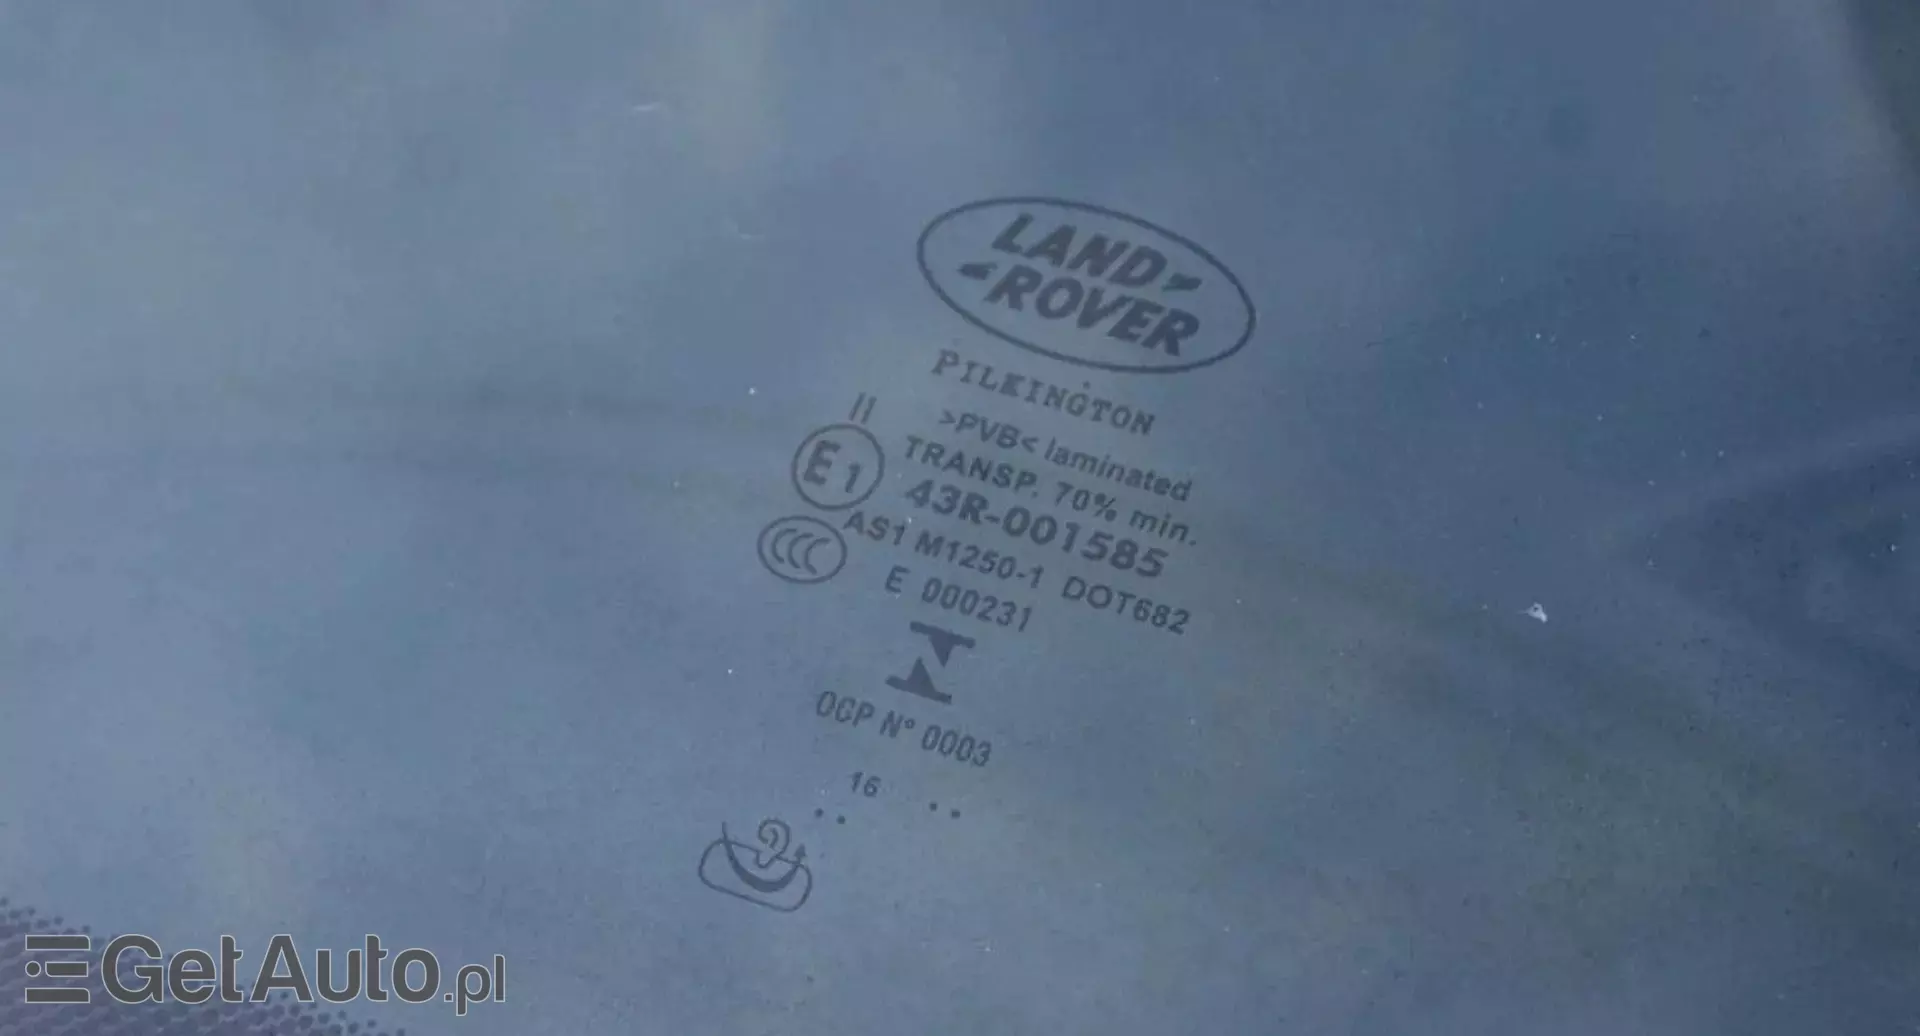 LAND
ROVER
PILKINGTON
//
>PVB< laminated
E1
TRANSP. 70% min.
43R-001585
CCC
AS1 M1250-1 DOT682
E 000231
OCP N° 0003
16
.. ..
GetAuto.pl